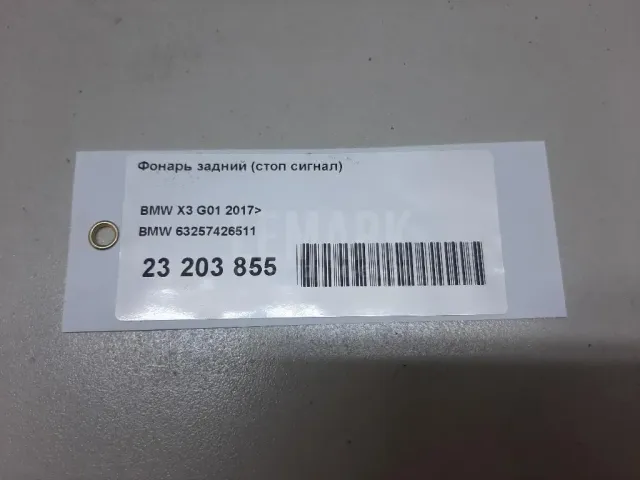 Фонарь задний (стоп сигнал)
BMW X3 G01 2017>
BMW 63257426511
23 203 855